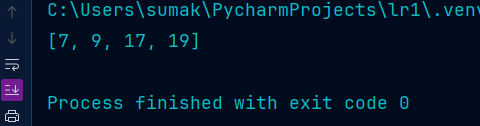 C:\Users\sumak\PycharmProjects\lr1\.venv
[7, 9, 17, 19]
Process finished with exit code 0